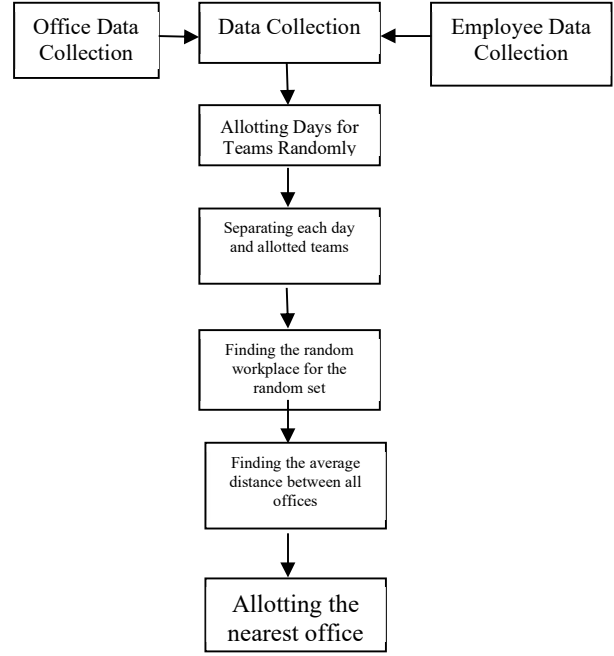 Office Data
Collection
Data Collection
Employee Data
Collection
Allotting Days for
Teams Randomly
Separating each day
and allotted teams
Finding the random
workplace for the
random set
Finding the average
distance between all
offices
Allotting the
nearest office